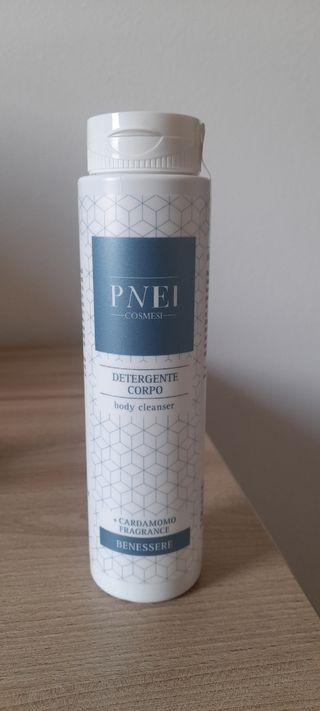 PNEI
COSMESI
DETERGENTE
CORPO
body cleanser
+ CARDAMOMO
FRAGRANCE
BENESSERE